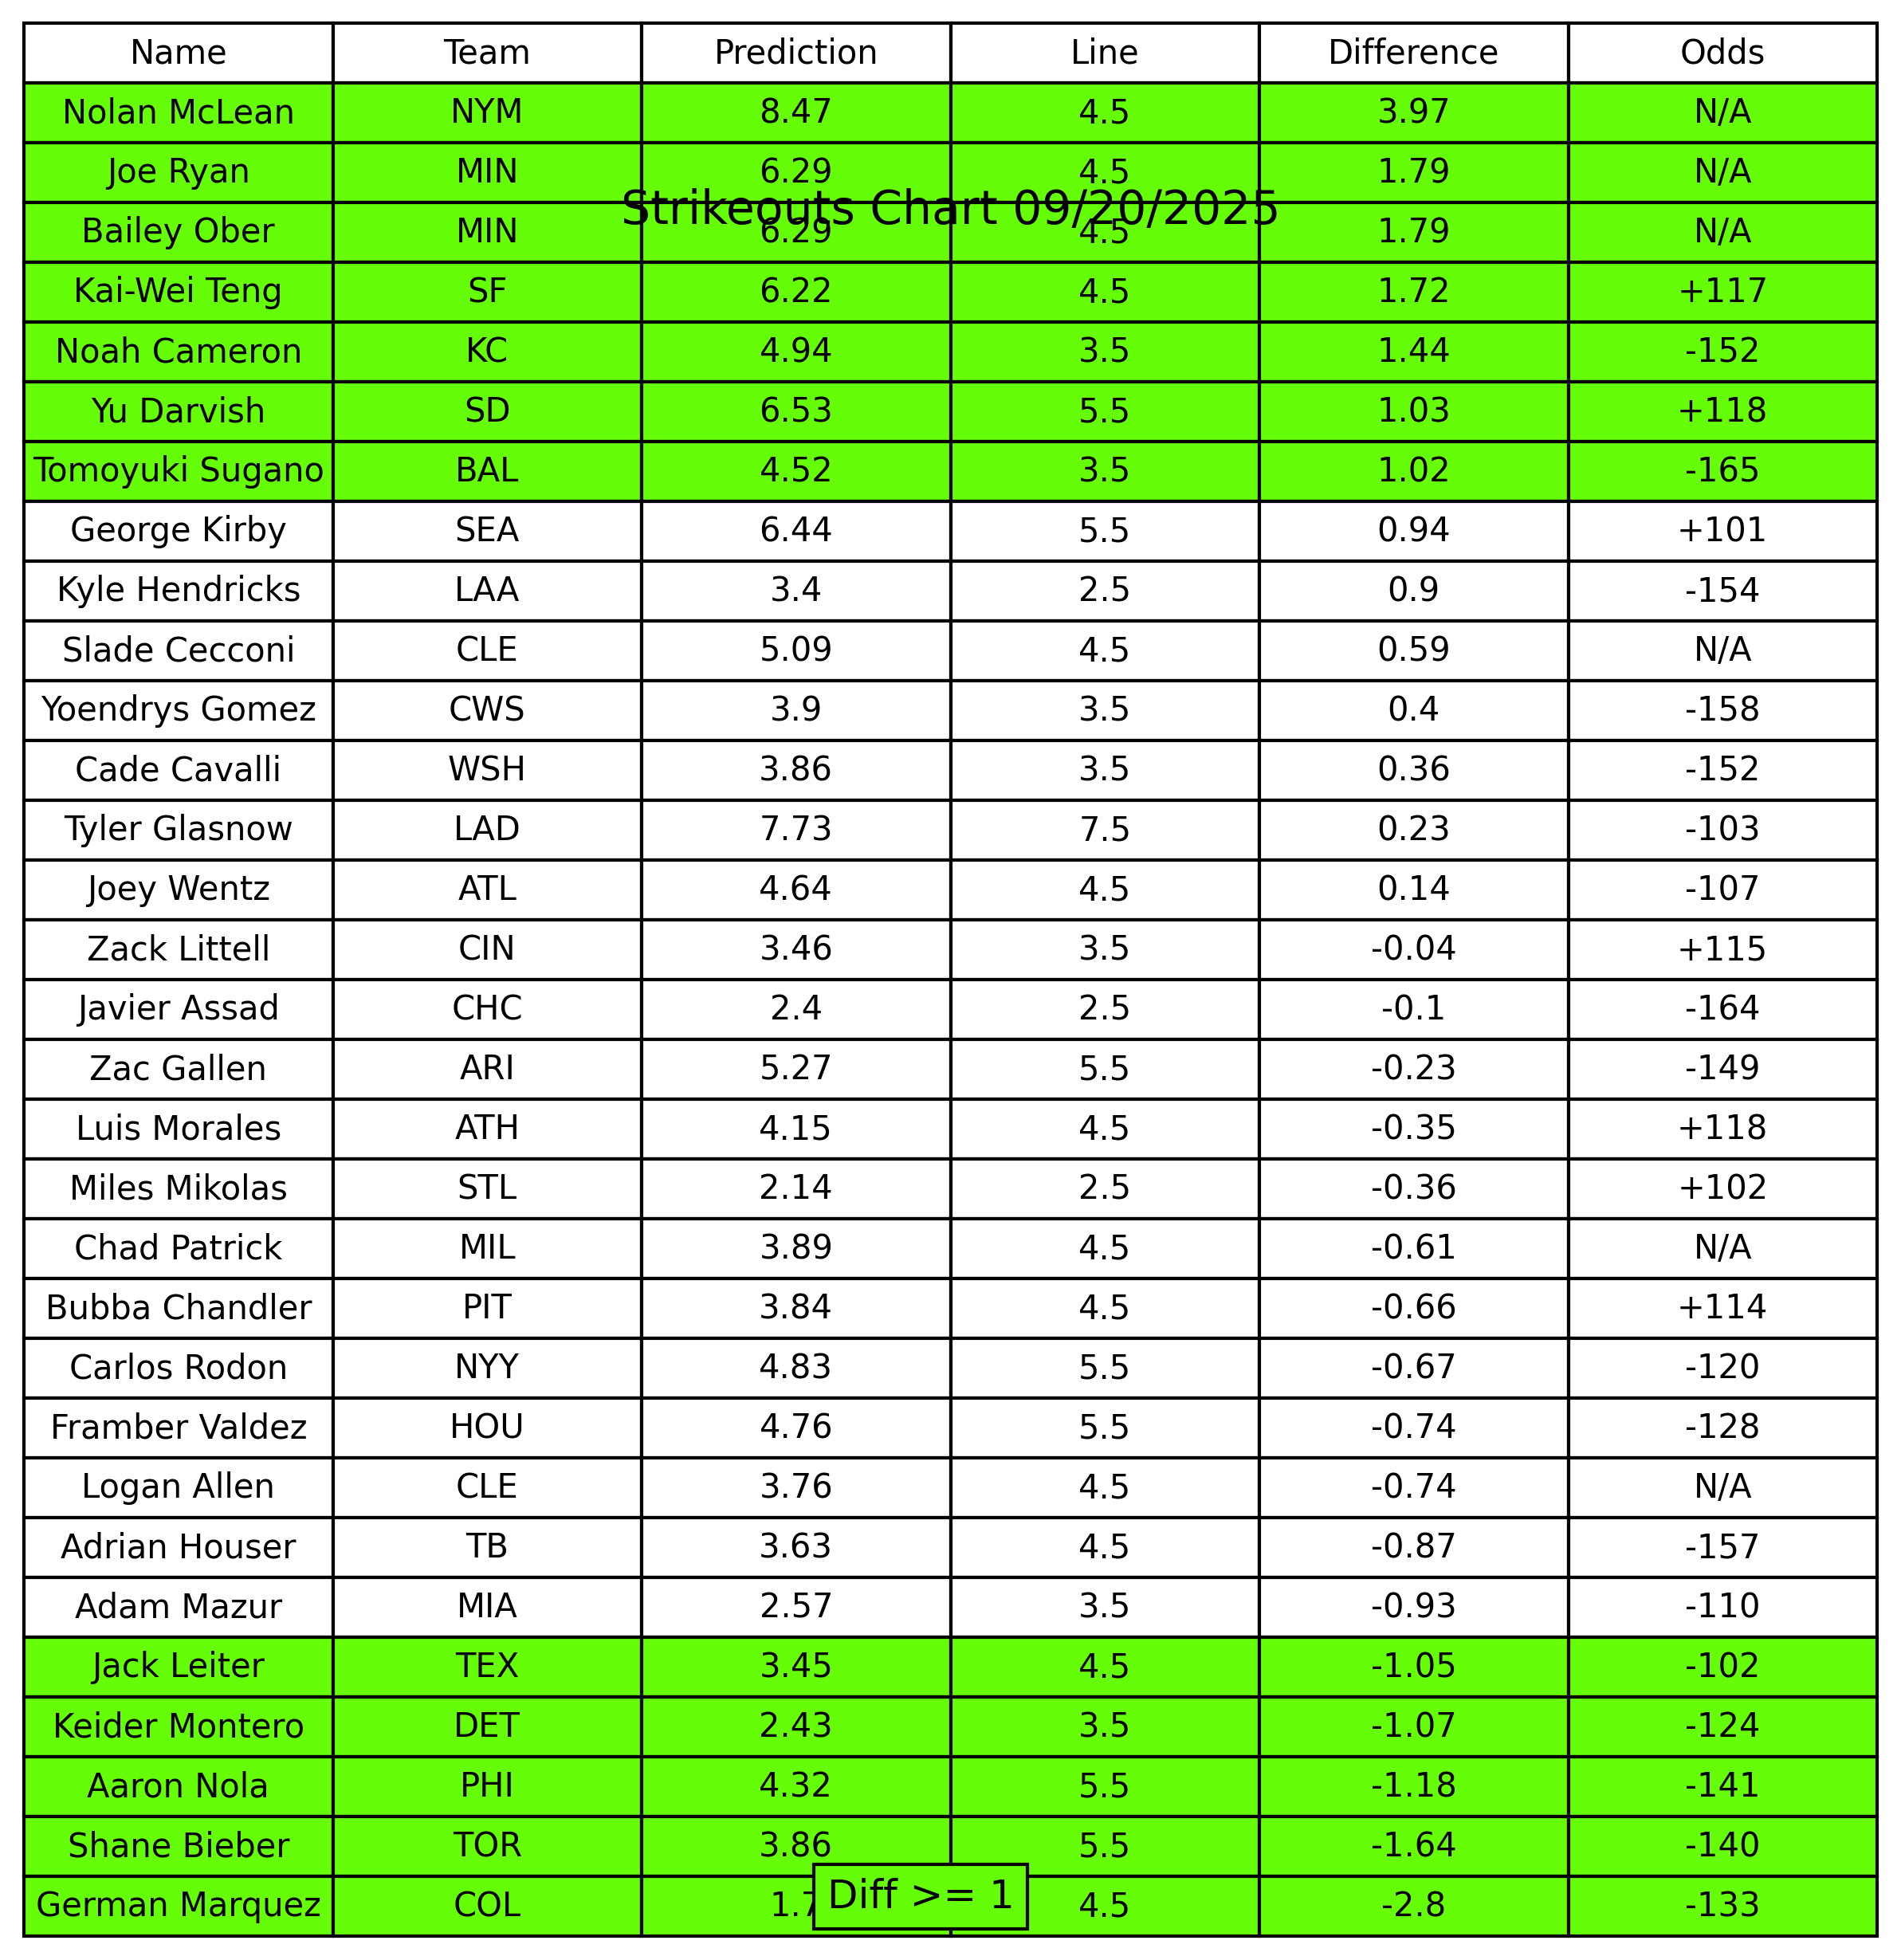 Name Team Prediction Line Difference Odds
Nolan McLean NYM 8.47 4.5 3.97 N/A
Joe Ryan MIN 6.29 4.5 1.79 N/A
Strikeouts Chart 09/20/2025
Bailey Ober MIN 6.29 4.5 1.79 N/A
Kai-Wei Teng SF 6.22 4.5 1.72 +117
Noah Cameron KC 4.94 3.5 1.44 -152
Yu Darvish SD 6.53 5.5 1.03 +118
Tomoyuki Sugano BAL 4.52 3.5 1.02 -165
George Kirby SEA 6.44 5.5 0.94 +101
Kyle Hendricks LAA 3.4 2.5 0.9 -154
Slade Cecconi CLE 5.09 4.5 0.59 N/A
Yoendrys Gomez CWS 3.9 3.5 0.4 -158
Cade Cavalli WSH 3.86 3.5 0.36 -152
Tyler Glasnow LAD 7.73 7.5 0.23 -103
Joey Wentz ATL 4.64 4.5 0.14 -107
Zack Littell CIN 3.46 3.5 -0.04 +115
Javier Assad CHC 2.4 2.5 -0.1 -164
Zac Gallen ARI 5.27 5.5 -0.23 -149
Luis Morales ATH 4.15 4.5 -0.35 +118
Miles Mikolas STL 2.14 2.5 -0.36 +102
Chad Patrick MIL 3.89 4.5 -0.61 N/A
Bubba Chandler PIT 3.84 4.5 -0.66 +114
Carlos Rodon NYY 4.83 5.5 -0.67 -120
Framber Valdez HOU 4.76 5.5 -0.74 -128
Logan Allen CLE 3.76 4.5 -0.74 N/A
Adrian Houser TB 3.63 4.5 -0.87 -157
Adam Mazur MIA 2.57 3.5 -0.93 -110
Jack Leiter TEX 3.45 4.5 -1.05 -102
Keider Montero DET 2.43 3.5 -1.07 -124
Aaron Nola PHI 4.32 5.5 -1.18 -141
Shane Bieber TOR 3.86 5.5 -1.64 -140
German Marquez COL 1.7 4.5 -2.8 -133
Diff >= 1